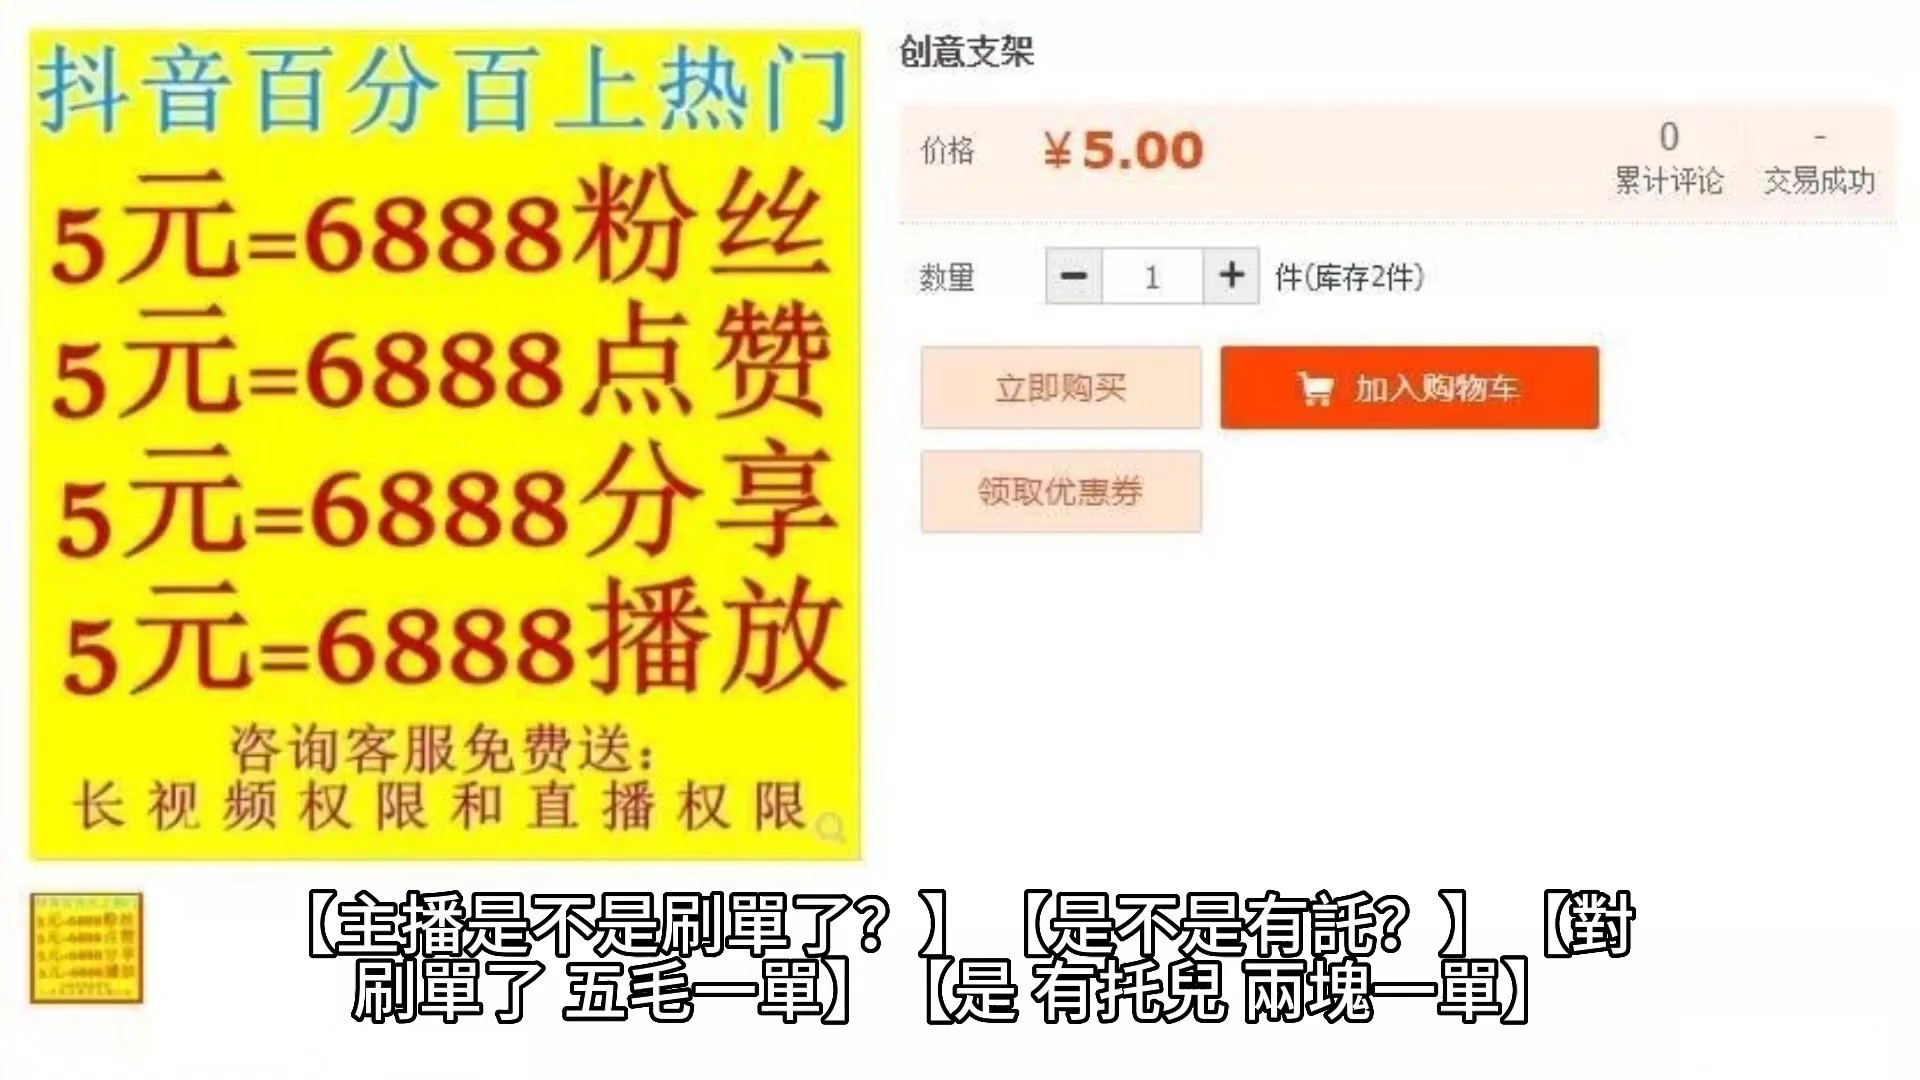 抖音百分百上热门
5元=6888粉丝
5元=6888点赞
5元=6888分享
5元=6888播放
咨询客服免费送：
长视频权限和直播权限
创意支架
价格 ¥5.00
0 累计评论
- 交易成功
数量 - 1 + 件(库存2件)
立即购买
加入购物车
领取优惠券
【主播是不是刷單了？】【是不是有託？】【對
刷單了 五毛一單】【是 有托兒 兩塊一單】